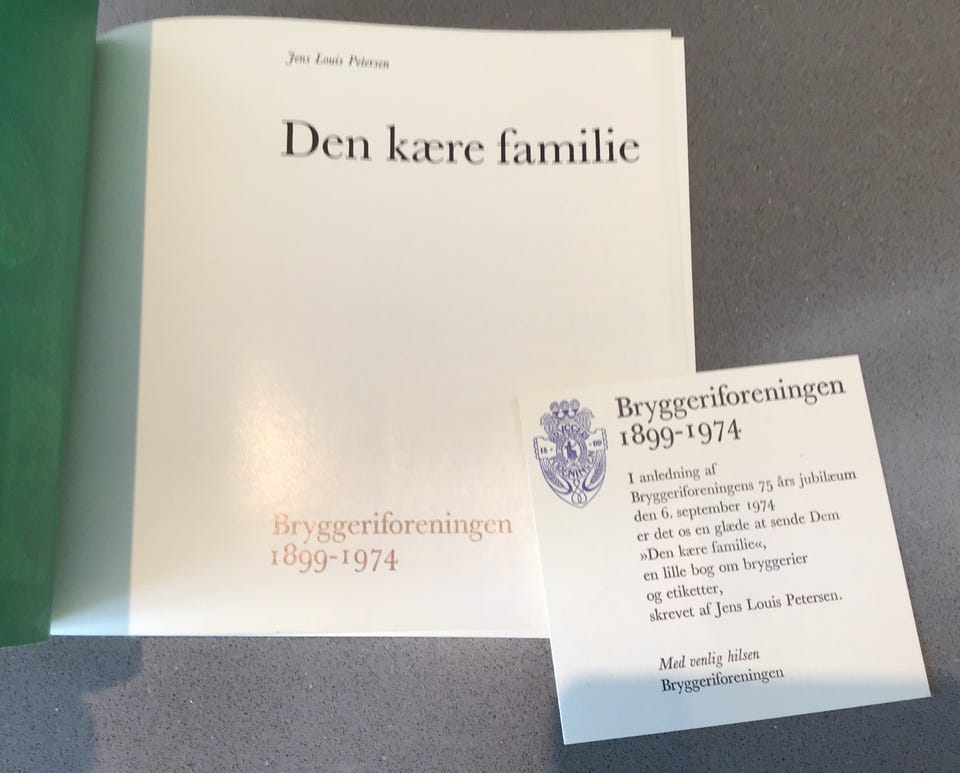 Jens Louis Petersen
Den kære familie
Bryggeriforeningen
1899-1974
Bryggeriforeningen
1899-1974
18 99
I anledning af
Bryggeriforeningens 75 års jubilæum
den 6. september 1974
er det os en glæde at sende Dem
»Den kære familie«,
en lille bog om bryggerier
og etiketter,
skrevet af Jens Louis Petersen.
Med venlig hilsen
Bryggeriforeningen